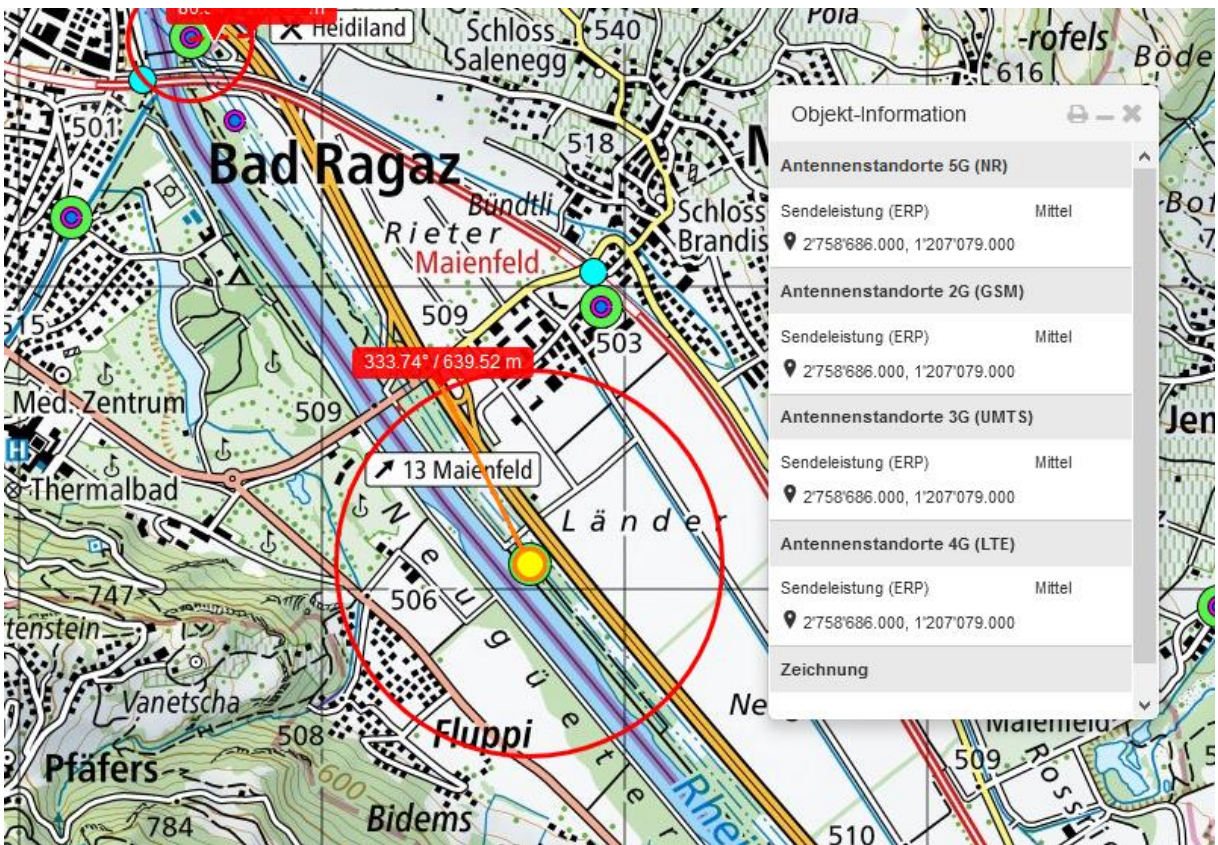 Heidiland
Schloss
Salenegg
540
Pola
-rofels
616
Böde
501
Bad Ragaz
518
Bündtli
Rieter
Maienfeld
Schloss
Brandis
509
503
333.74° / 639.52 m
Med. Zentrum
509
H
Thermalbad
13 Maienfeld
Länder
Neugüeter
506
747
Vanetscha
508
Fluppi
Pfäfers
600
Bidems
784
Rhei
510
509
Maienfeld
Jen
Objekt-Information
Antennenstandorte 5G (NR)
Sendeleistung (ERP) Mittel
2'758'686.000, 1'207'079.000
Antennenstandorte 2G (GSM)
Sendeleistung (ERP) Mittel
2'758'686.000, 1'207'079.000
Antennenstandorte 3G (UMTS)
Sendeleistung (ERP) Mittel
2'758'686.000, 1'207'079.000
Antennenstandorte 4G (LTE)
Sendeleistung (ERP) Mittel
2'758'686.000, 1'207'079.000
Zeichnung